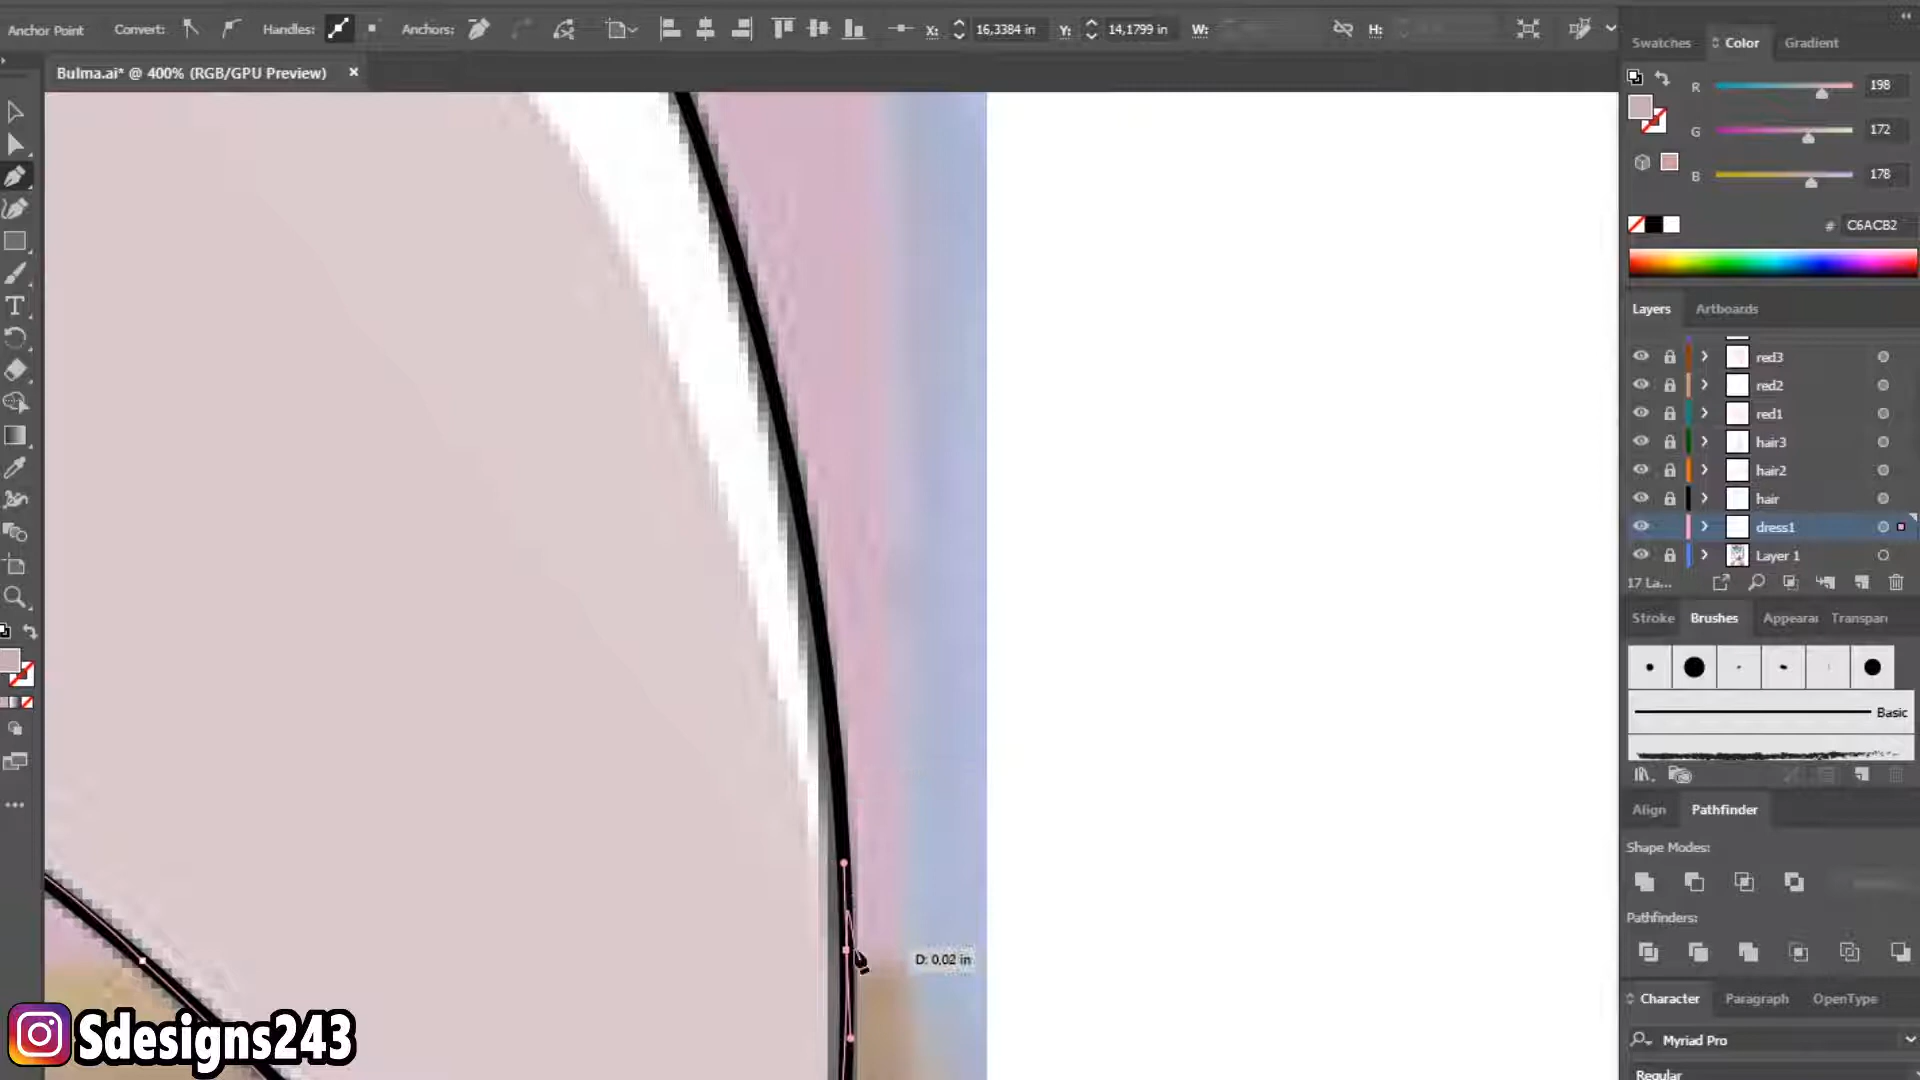 Anchor Point Convert: Handles: Anchors: X: 16,3384 in Y: 14,1799 in W: H:
Bulma.ai* @ 400% (RGB/GPU Preview) ×
Swatches Color Gradient
R 198
G 172
B 178
# C6ACB2
Layers Artboards
red3
red2
red1
hair3
hair2
hair
dress1
Layer 1
17 La...
Stroke Brushes Appearar Transpare
Basic
Align Pathfinder
Shape Modes:
Pathfinders:
D: 0,02 in
Character Paragraph OpenType
Myriad Pro
Regular
Sdesigns243